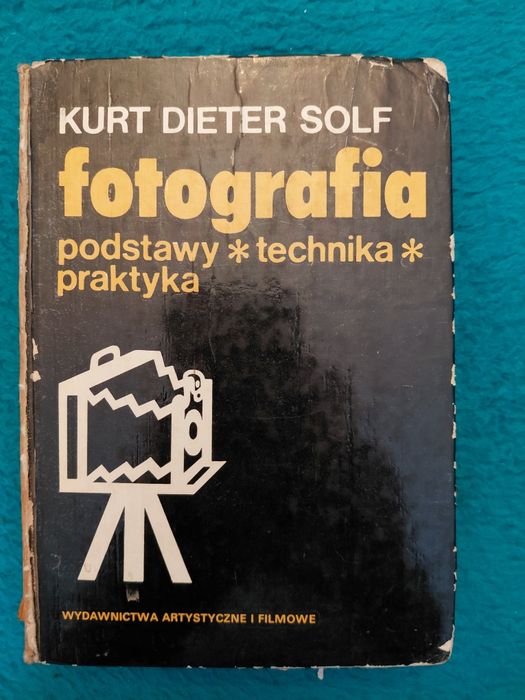 KURT DIETER SOLF
fotografia
podstawy * technika *
praktyka
WYDAWNICTWA ARTYSTYCZNE I FILMOWE